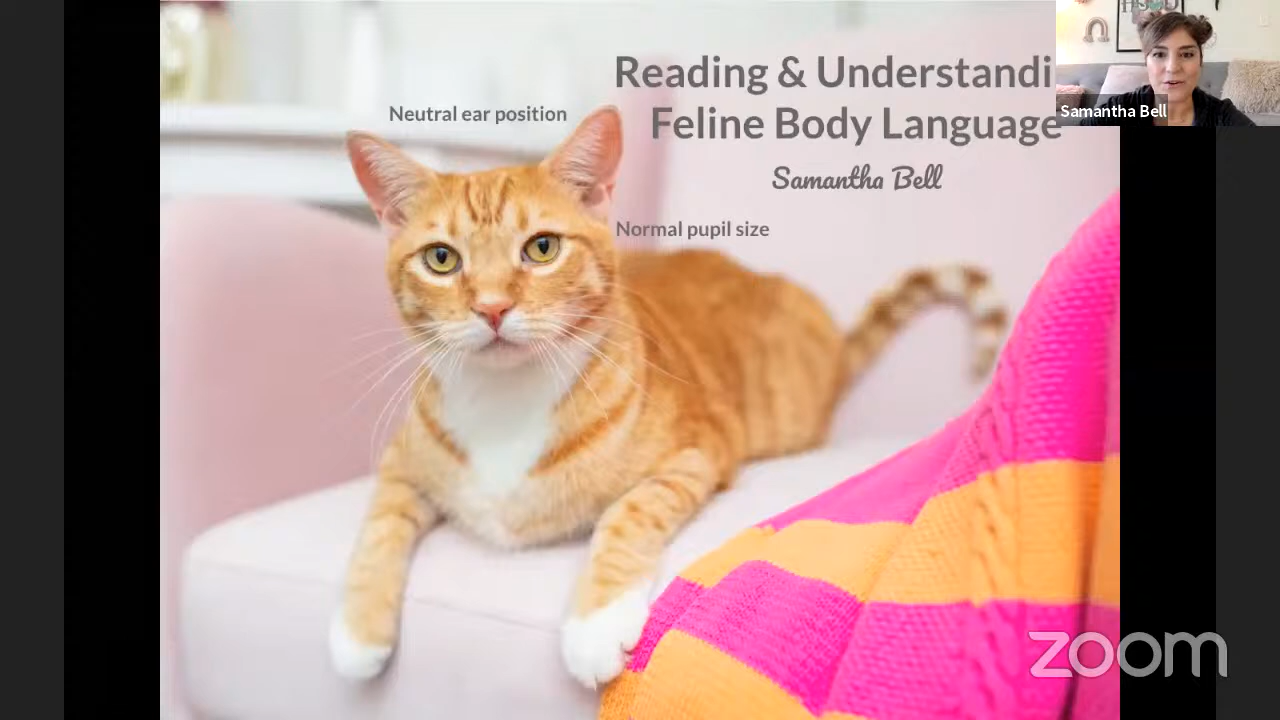 Reading & Understandi
Feline Body Language
Samantha Bell
Neutral ear position
Normal pupil size
Samantha Bell
zoom